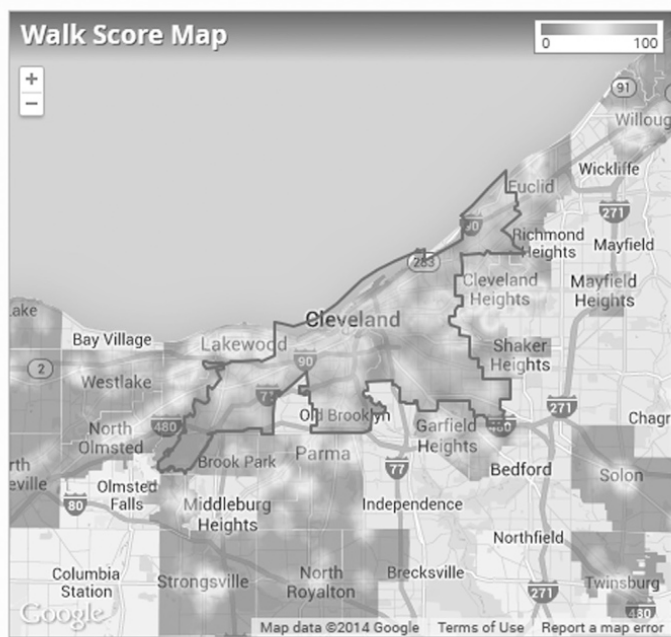 Walk Score Map
0
100
+
−
91
Willoug
Wickliffe
Euclid
271
90
Richmond
Heights
Mayfield
283
Cleveland
Heights
Mayfield
Heights
Cleveland
Lake
Bay Village
Lakewood
Shaker
Heights
2
90
Westlake
71
271
Old Brooklyn
Chagr
North
Olmsted
480
Garfield
Heights
480
Parma
Brook Park
Bedford
Solon
rth
eville
77
Olmsted
Falls
80
Middleburg
Heights
Independence
Northfield
Columbia
Station
Strongsville
North
Royalton
Brecksville
271
Twinsburg
480
Google
Map data ©2014 Google
Terms of Use
Report a map error